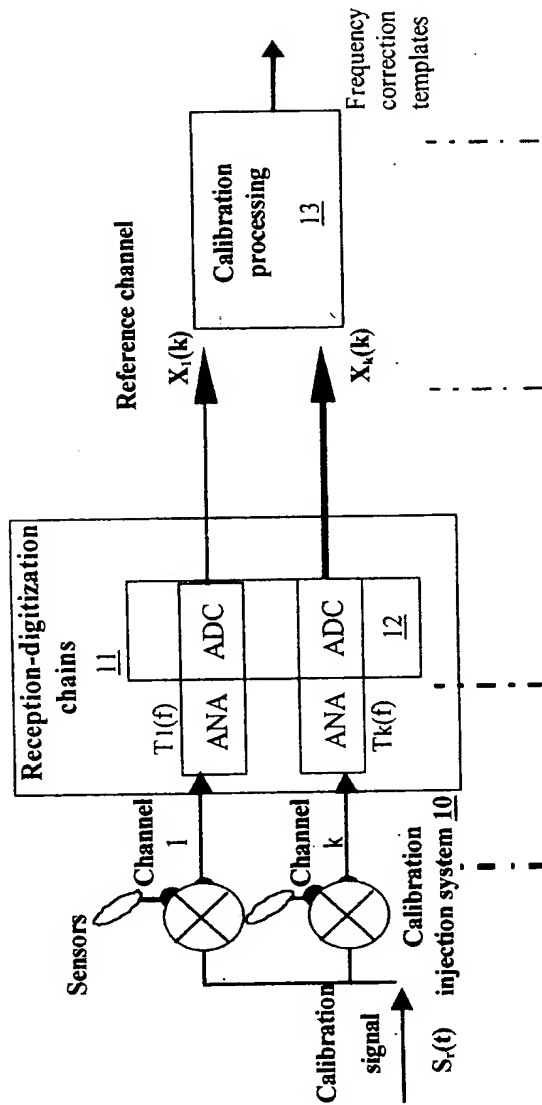 Sensors
Channel
1
Channel
k
Calibration
signal
Sr(t)
Calibration
injection system 10
Reception-digitization
chains
11
T1(f)
ANA
ADC
ANA
ADC
Tk(f)
12
Reference channel
X1(k)
Xk(k)
Calibration
processing
13
Frequency
correction
templates